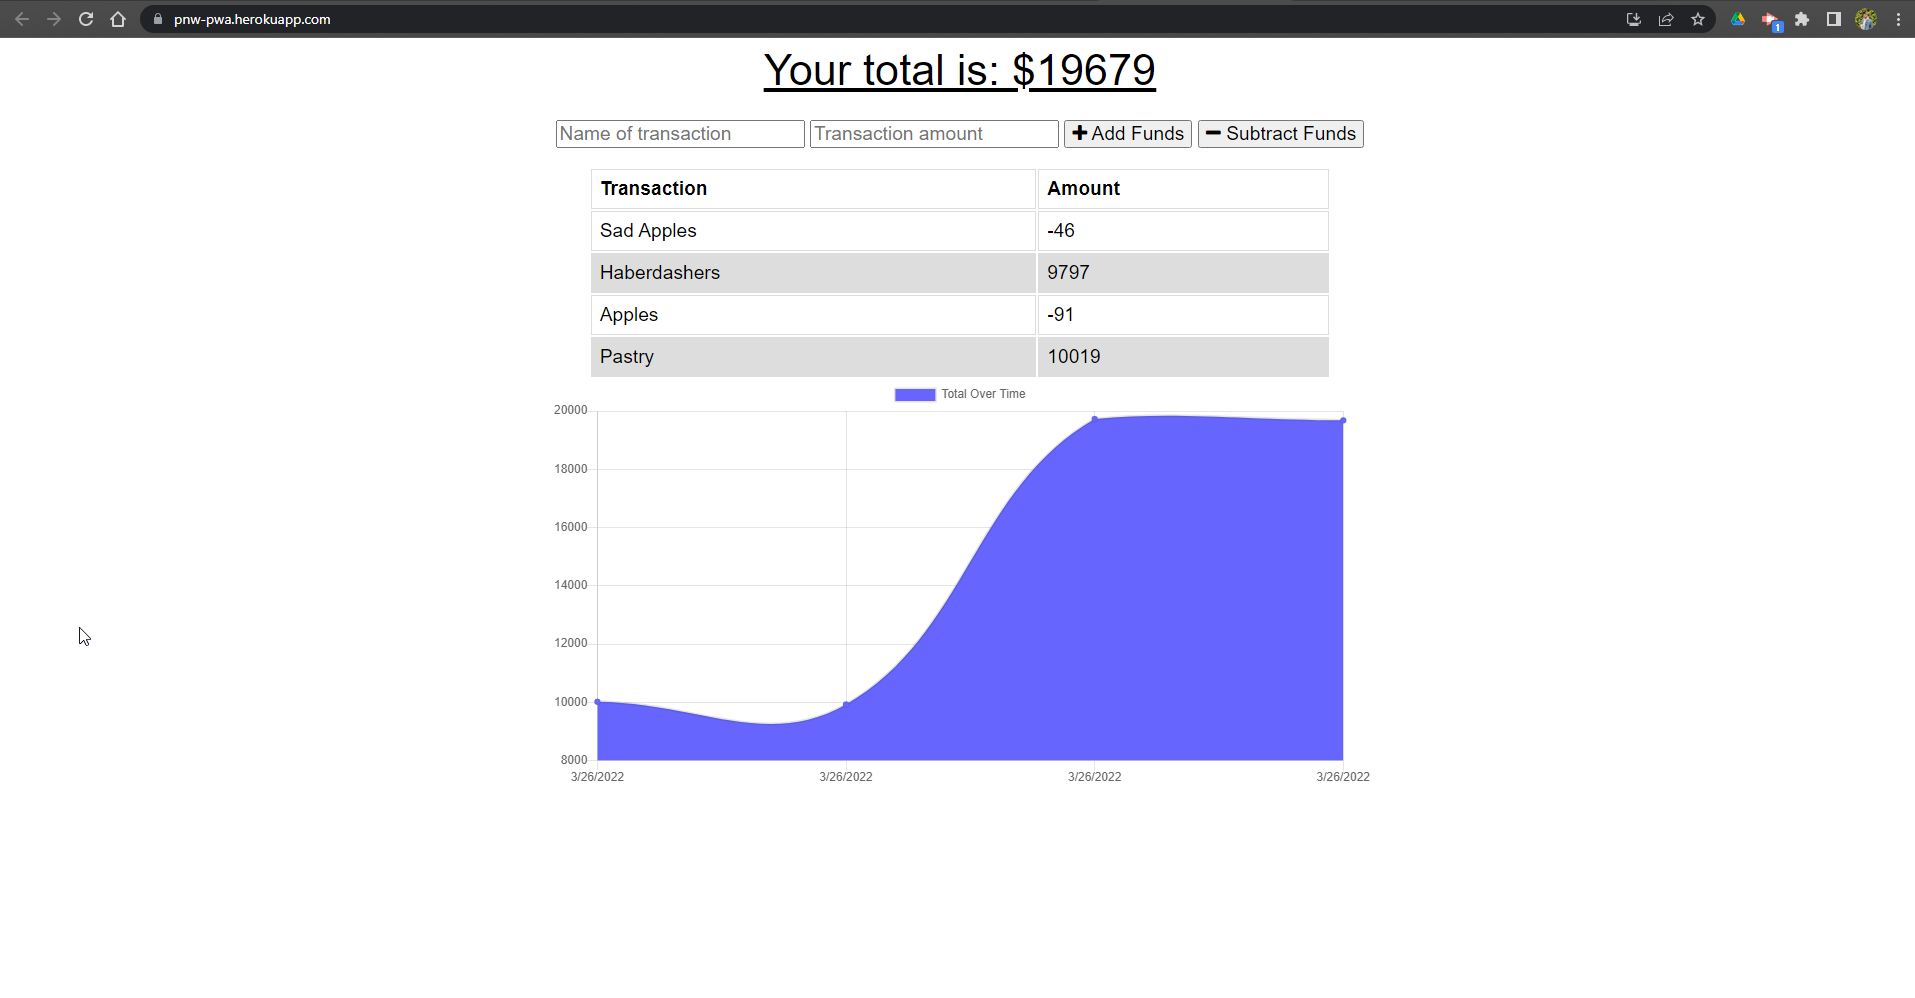 pnw-pwa.herokuapp.com
1
Your total is: $19679
Name of transaction Transaction amount Add Funds Subtract Funds
Transaction Amount
Sad Apples -46
Haberdashers 9797
Apples -91
Pastry 10019
Total Over Time
20000
18000
16000
14000
12000
10000
8000
3/26/2022 3/26/2022 3/26/2022 3/26/2022